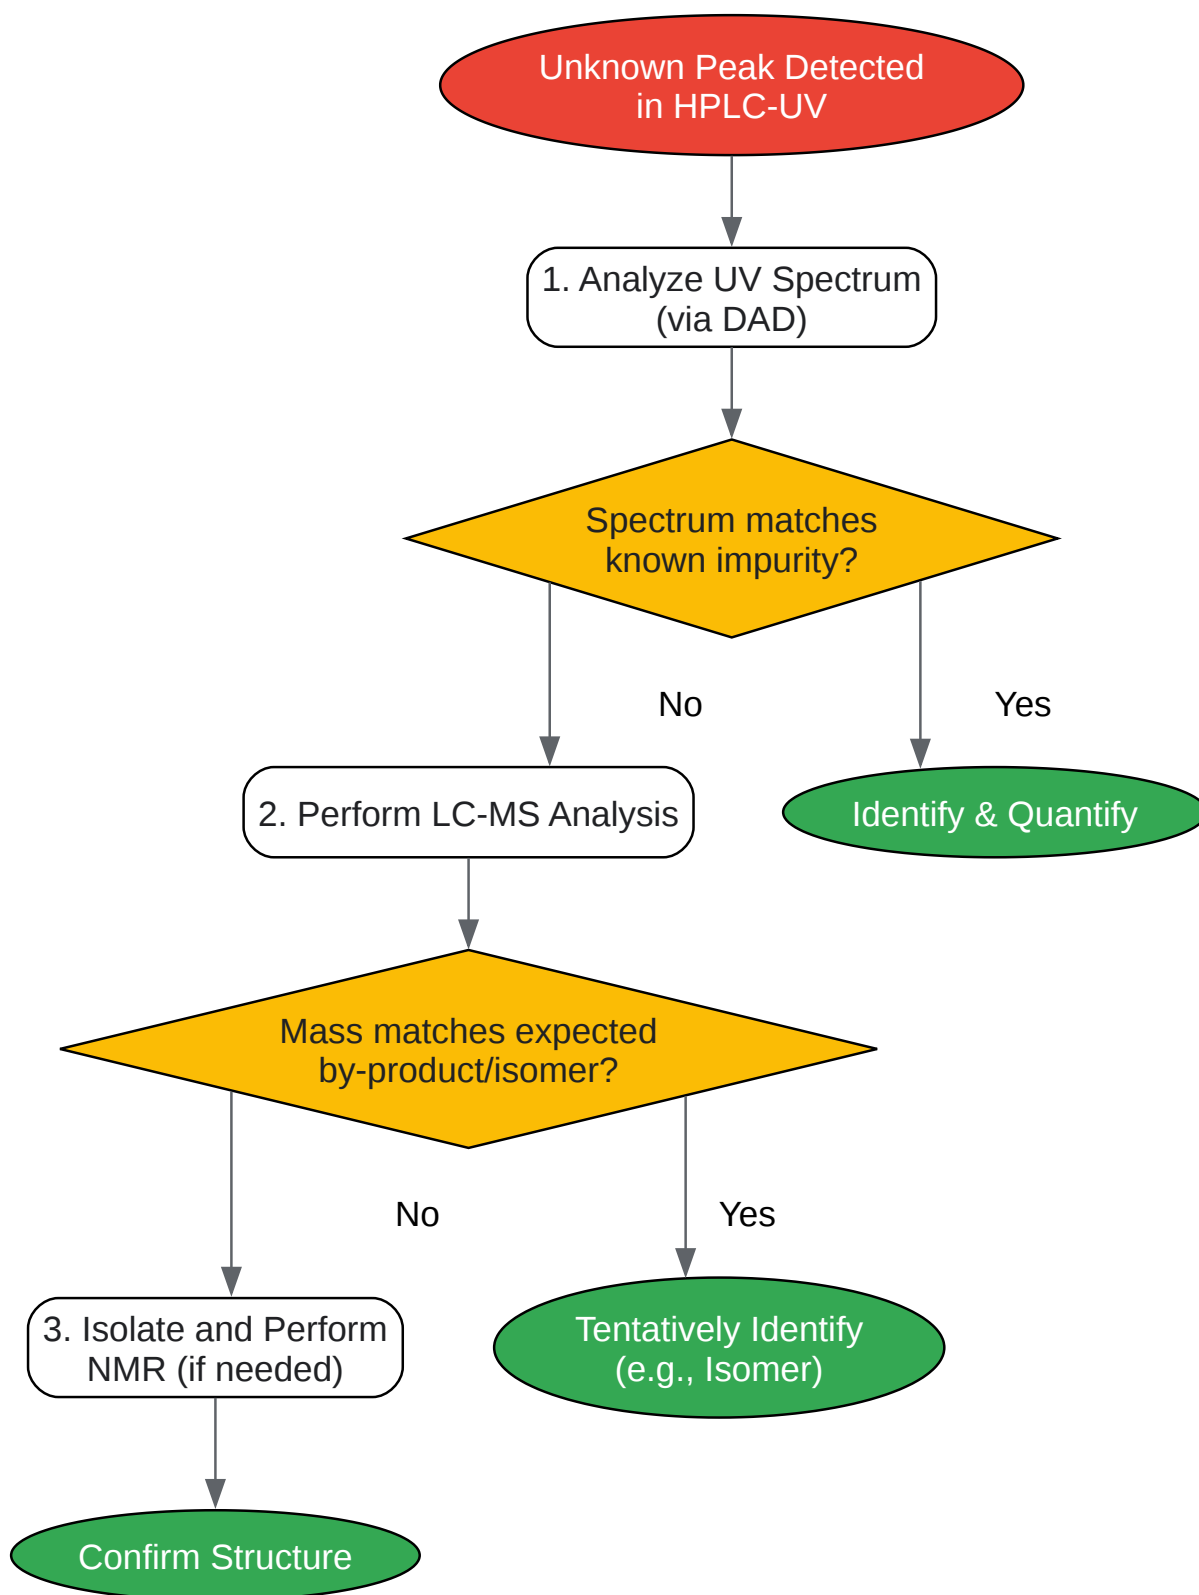 Unknown Peak Detected
in HPLC-UV
1. Analyze UV Spectrum
(via DAD)
Spectrum matches
known impurity?
No
Yes
2. Perform LC-MS Analysis
Identify & Quantify
Mass matches expected
by-product/isomer?
No
Yes
3. Isolate and Perform
NMR (if needed)
Tentatively Identify
(e.g., Isomer)
Confirm Structure